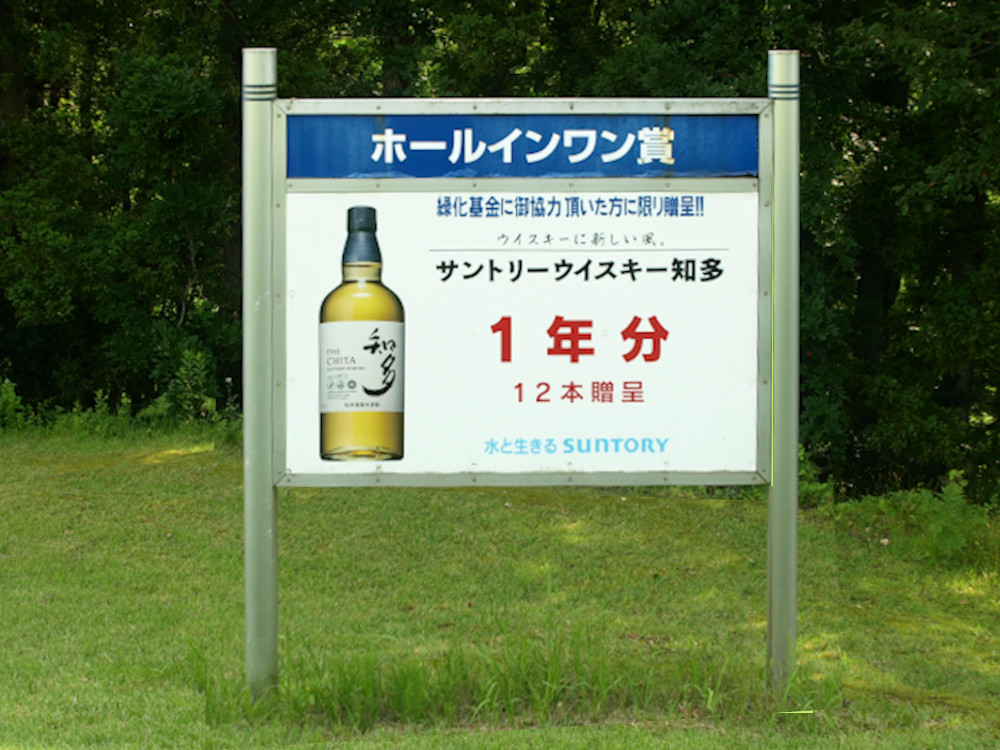 ホールインワン賞
緑化基金に御協力頂いた方に限り贈呈!!
ウイスキーに新しい風。
サントリーウイスキー知多
1年分
12本贈呈
水と生きる SUNTORY
THE
CHITA
知多